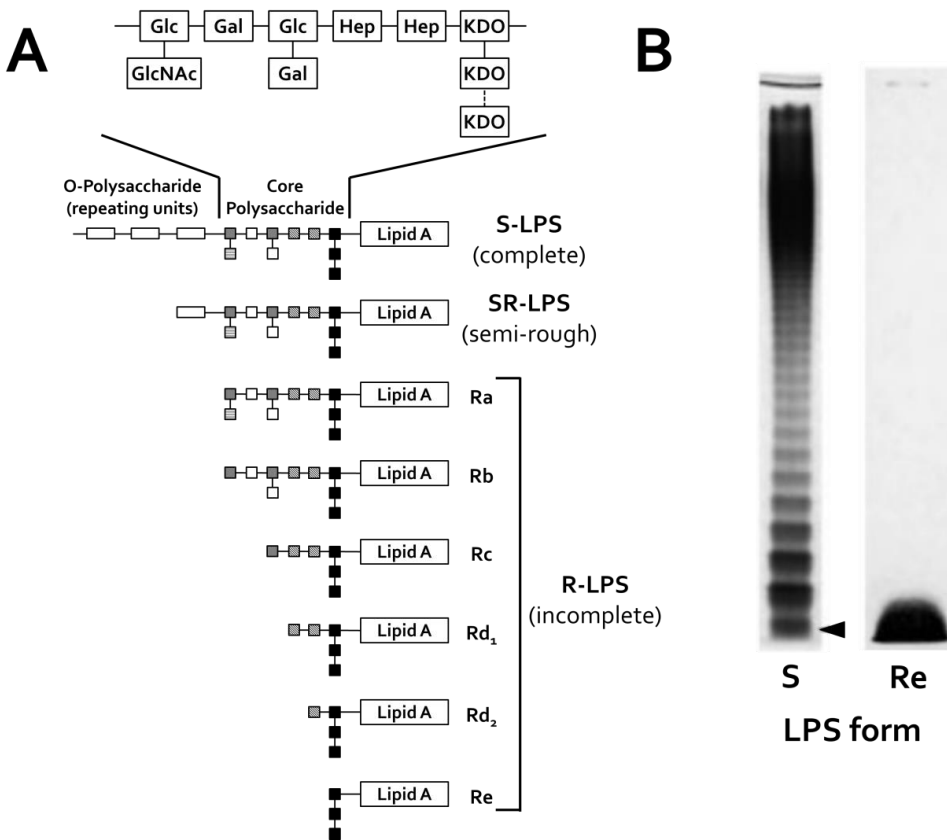 A
Glc
Gal
Glc
Hep
Hep
KDO
GlcNAc
Gal
KDO
KDO
O-Polysaccharide
(repeating units)
Core
Polysaccharide
Lipid A
S-LPS
(complete)
Lipid A
SR-LPS
(semi-rough)
Lipid A
Ra
Lipid A
Rb
Lipid A
Rc
R-LPS
(incomplete)
Lipid A
Rd₁
Lipid A
Rd₂
Lipid A
Re
B
S
Re
LPS form